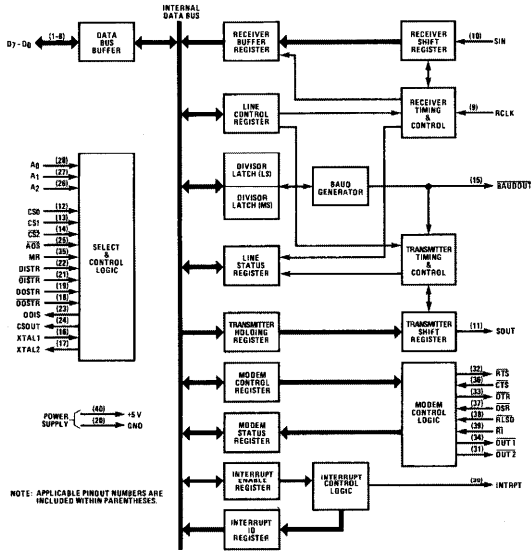 INTERNAL
DATA BUS
D7-D0
(1-8)
DATA
BUS
BUFFER
RECEIVER
BUFFER
REGISTER
RECEIVER
SHIFT
REGISTER
(10)
SIN
LINE
CONTROL
REGISTER
RECEIVER
TIMING
&
CONTROL
(9)
RCLK
A0
(28)
A1
(27)
A2
(26)
CS0
(12)
CS1
(13)
CS2
(14)
ADS
(25)
MR
(35)
DISTR
(22)
DISTR
(21)
DOSTR
(19)
DOSTR
(18)
DDIS
(23)
CSOUT
(24)
XTAL1
(16)
XTAL2
(17)
SELECT
&
CONTROL
LOGIC
DIVISOR
LATCH (LS)
DIVISOR
LATCH (MS)
BAUD
GENERATOR
(15)
BAUDOUT
LINE
STATUS
REGISTER
TRANSMITTER
TIMING
&
CONTROL
TRANSMITTER
HOLDING
REGISTER
TRANSMITTER
SHIFT
REGISTER
(11)
SOUT
MODEM
CONTROL
REGISTER
MODEM
STATUS
REGISTER
MODEM
CONTROL
LOGIC
(32)
RTS
(36)
CTS
(33)
DTR
(37)
DSR
(38)
RLSD
(39)
RI
(34)
OUT1
(31)
OUT2
POWER
SUPPLY
(40)
+5V
(20)
GND
INTERRUPT
ENABLE
REGISTER
INTERRUPT
CONTROL
LOGIC
(30)
INTRPT
INTERRUPT
ID
REGISTER
NOTE: APPLICABLE PINOUT NUMBERS ARE
INCLUDED WITHIN PARENTHESES.